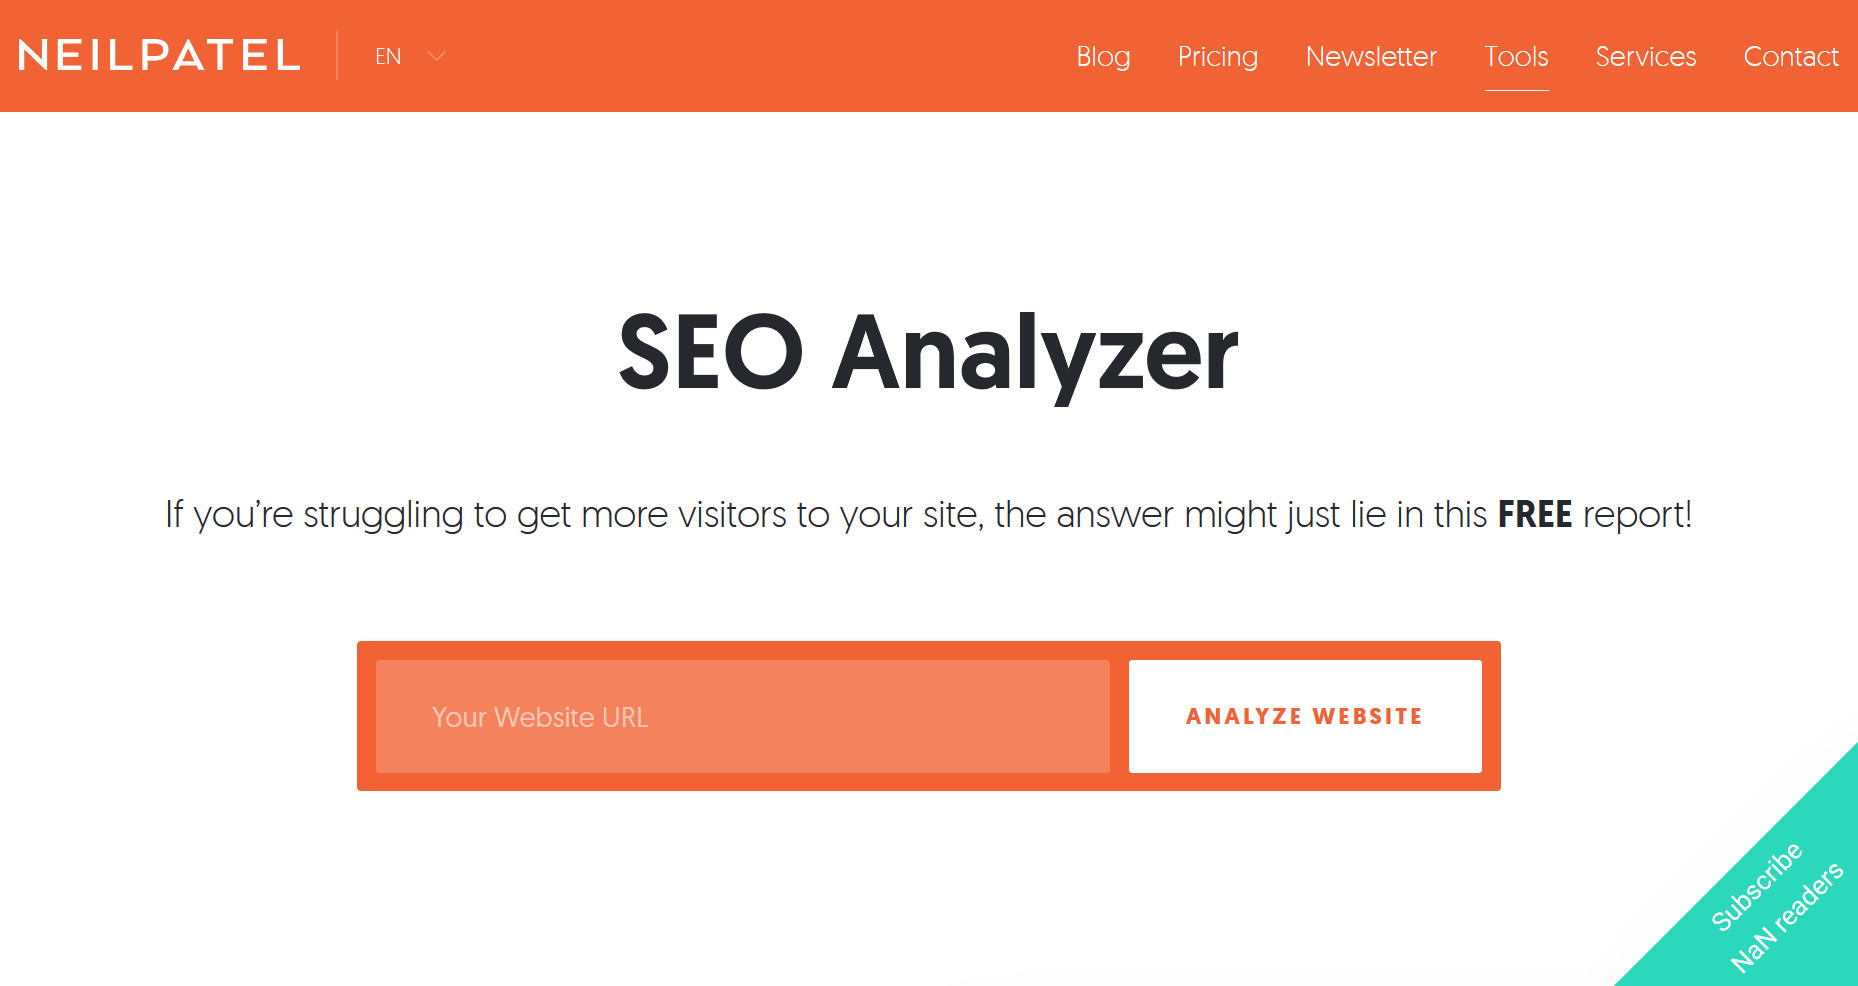 NEILPATEL
EN
Blog Pricing Newsletter Tools Services Contact
SEO Analyzer
If you’re struggling to get more visitors to your site, the answer might just lie in this FREE report!
Your Website URL
ANALYZE WEBSITE
Subscribe
NaN readers